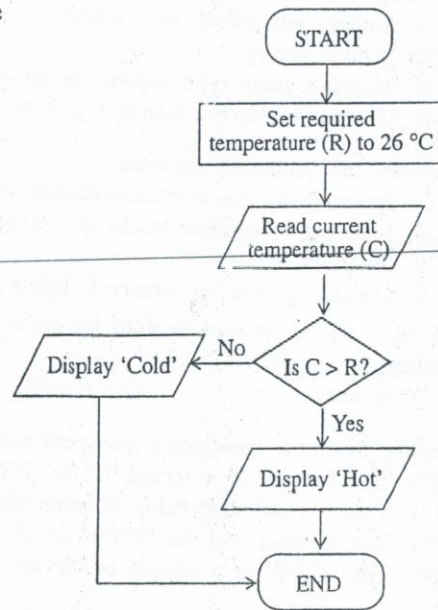 START
Set required
temperature (R) to 26 °C
Read current
temperature (C)
Is C > R?
No
Display ‘Cold’
Yes
Display ‘Hot’
END